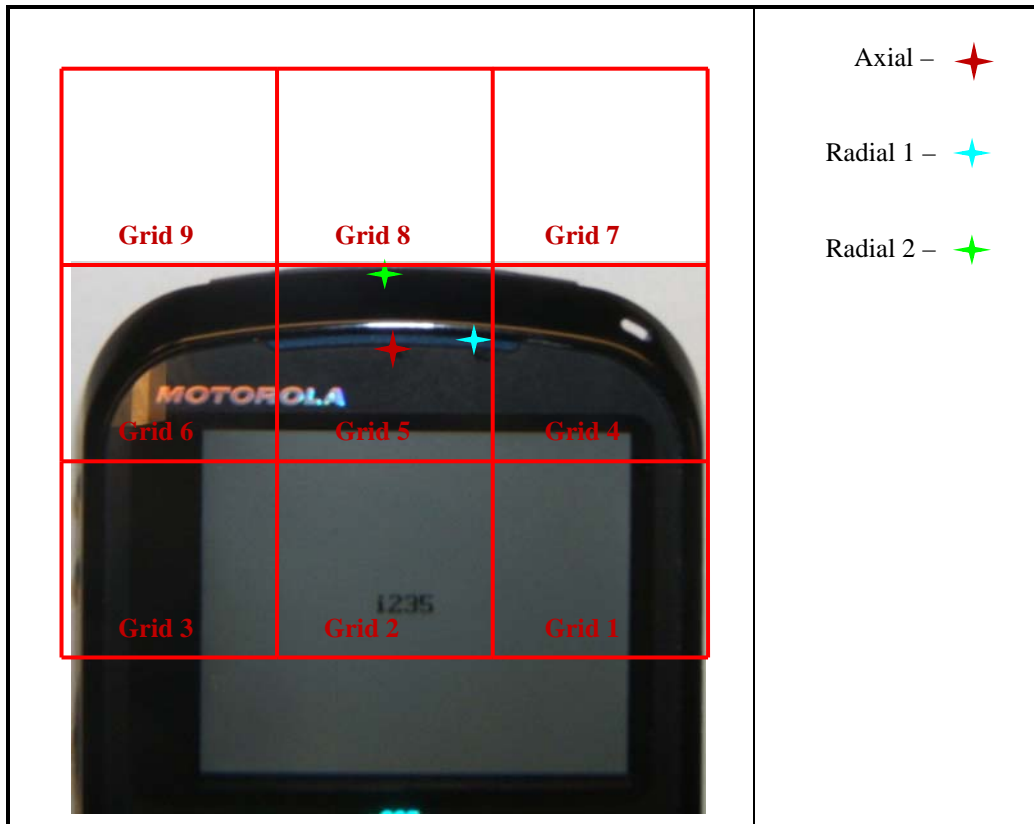 Axial –
Radial 1 –
Radial 2 –
Grid 9 Grid 8 Grid 7
MOTOROLA
Grid 6 Grid 5 Grid 4
i235
Grid 3 Grid 2 Grid 1